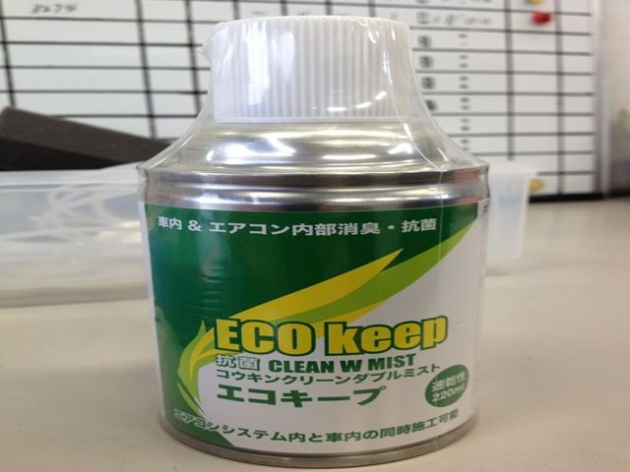 車内 & エアコン内部消臭・抗菌
ECO keep
抗菌 CLEAN W MIST
コウキンクリーンダブルミスト
エコキープ
速乾性
220ml
エアコンシステム内と車内の同時施工可能